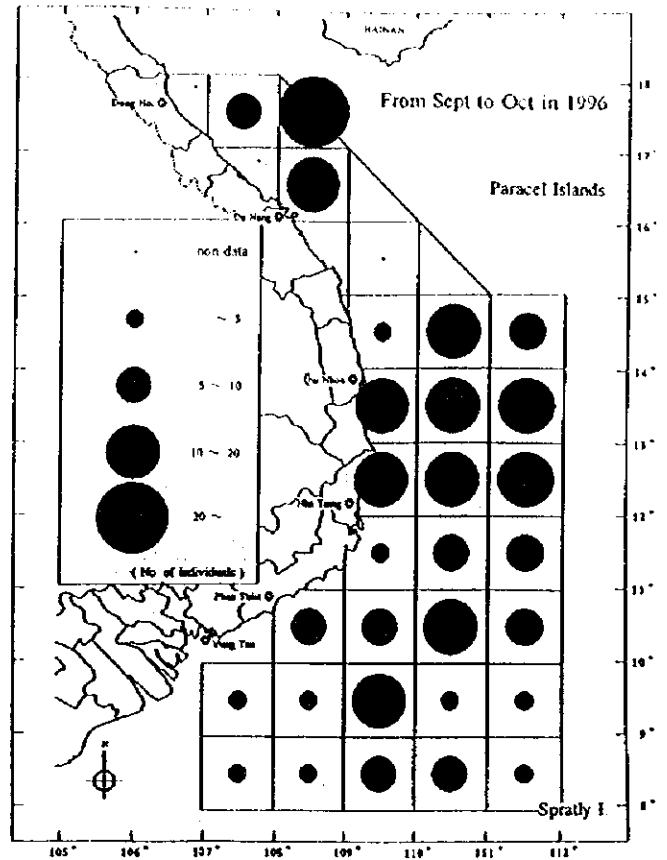 HAINAN
18°
From Sept to Oct in 1996
Dong Hoi
17°
Paracel Islands
Da Nang
16°
non data
15°
~ 5
14°
Qui Nhon
5 ~ 10
13°
10 ~ 20
Nha Trang
12°
20 ~
( No. of individuals )
11°
Phan Thiet
Vung Tau
10°
9°
N
Spratly I.
8°
105° 106° 107° 108° 109° 110° 111° 112°